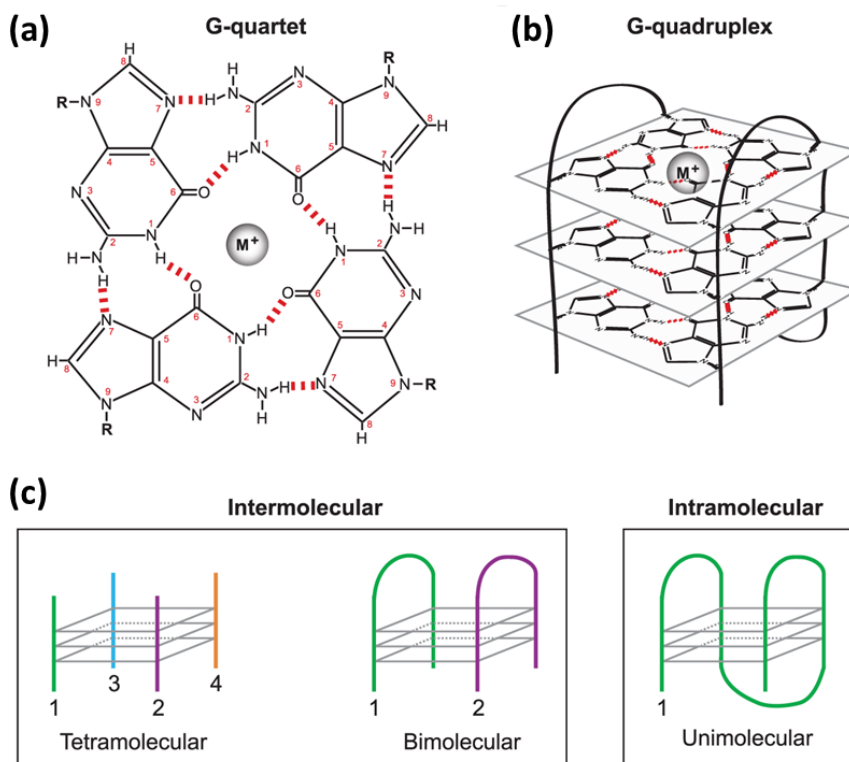 (a)
G-quartet
(b)
G-quadruplex
H
8
R
H
N
3
N
9
R
N
9
N
7
H
N
2
4
8
H
4
5
H
N
1
5
7
N
3
N
6
O
6
O
H
H
2
N
1
H
M⁺
H
N
1
2
N
H
N
H
H
O
6
O
6
3
N
7
N
5
N
1
H
5
4
H
8
4
2
N
H
H
7
N
9
N
R
9
N
3
N
R
8
H
M⁺
(c)
Intermolecular
Intramolecular
1
3
2
4
1
2
1
Tetramolecular
Bimolecular
Unimolecular